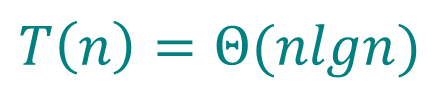 T(n) = Θ(nlgn)